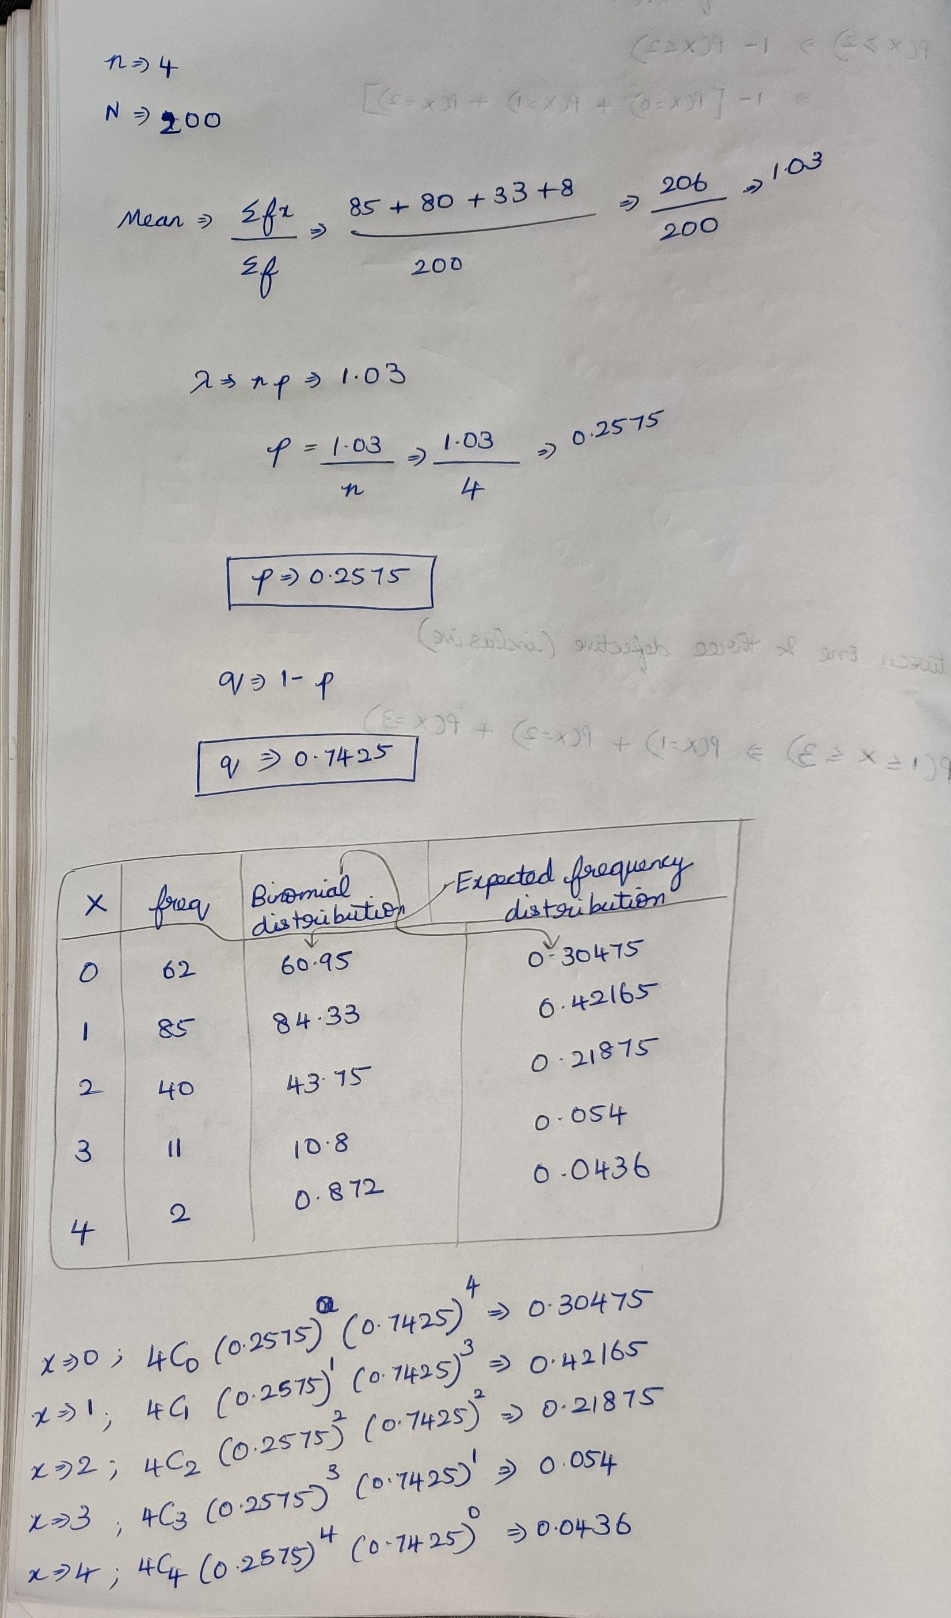 n ⇒ 4
N ⇒ 200
Mean ⇒ Σfx / Σf ⇒ 85 + 80 + 33 + 8 / 200 ⇒ 206 / 200 ⇒ 1.03
λ ⇒ np ⇒ 1.03
p = 1.03 / n ⇒ 1.03 / 4 ⇒ 0.2575
p ⇒ 0.2575
q ⇒ 1 - p
q ⇒ 0.7425
X freq Binomial distribution Expected frequency distribution
0 62 60.95 0.30475
1 85 84.33 0.42165
2 40 43.75 0.21875
3 11 10.8 0.054
4 2 0.872 0.0436
x ⇒ 0 ; 4C0 (0.2575)^0 (0.7425)^4 ⇒ 0.30475
x ⇒ 1 ; 4C1 (0.2575)^1 (0.7425)^3 ⇒ 0.42165
x ⇒ 2 ; 4C2 (0.2575)^2 (0.7425)^2 ⇒ 0.21875
x ⇒ 3 ; 4C3 (0.2575)^3 (0.7425)^1 ⇒ 0.054
x ⇒ 4 ; 4C4 (0.2575)^4 (0.7425)^0 ⇒ 0.0436